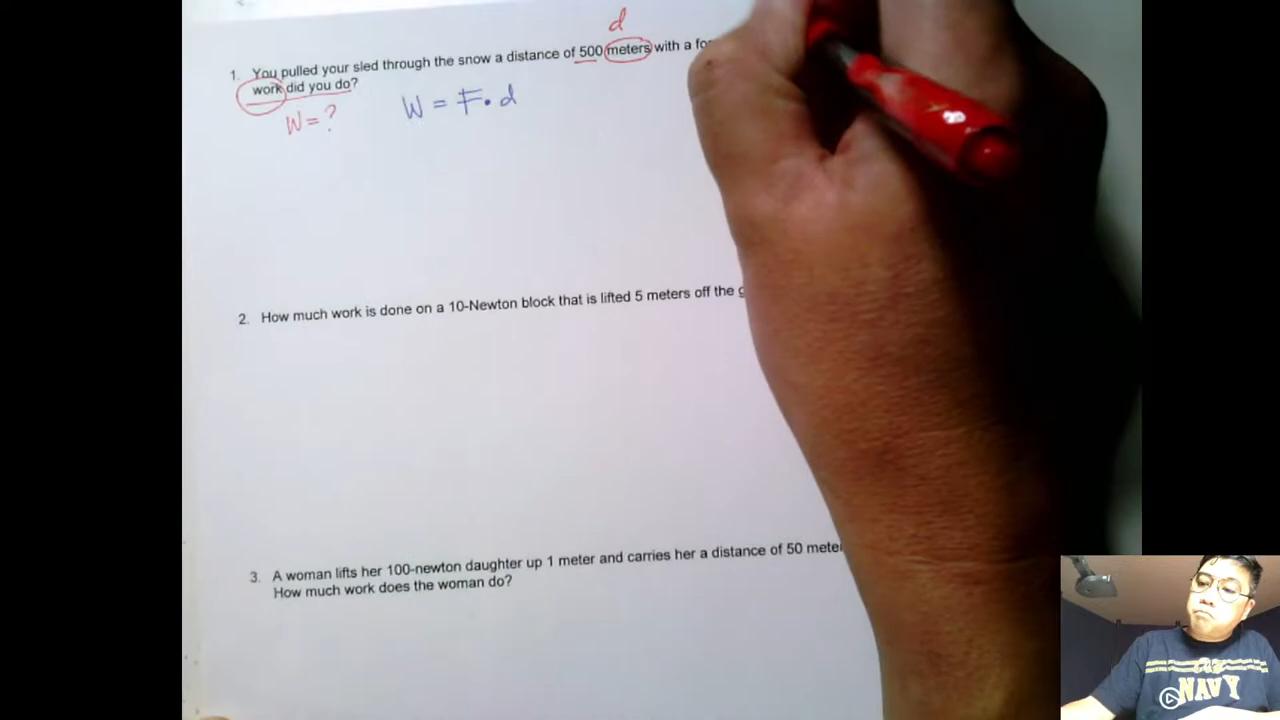 d
1. You pulled your sled through the snow a distance of 500 meters with a
work did you do?
W = ? W = F • d
2. How much work is done on a 10-Newton block that is lifted 5 meters off the
3. A woman lifts her 100-newton daughter up 1 meter and carries her a distance of 50
How much work does the woman do?
NAVY